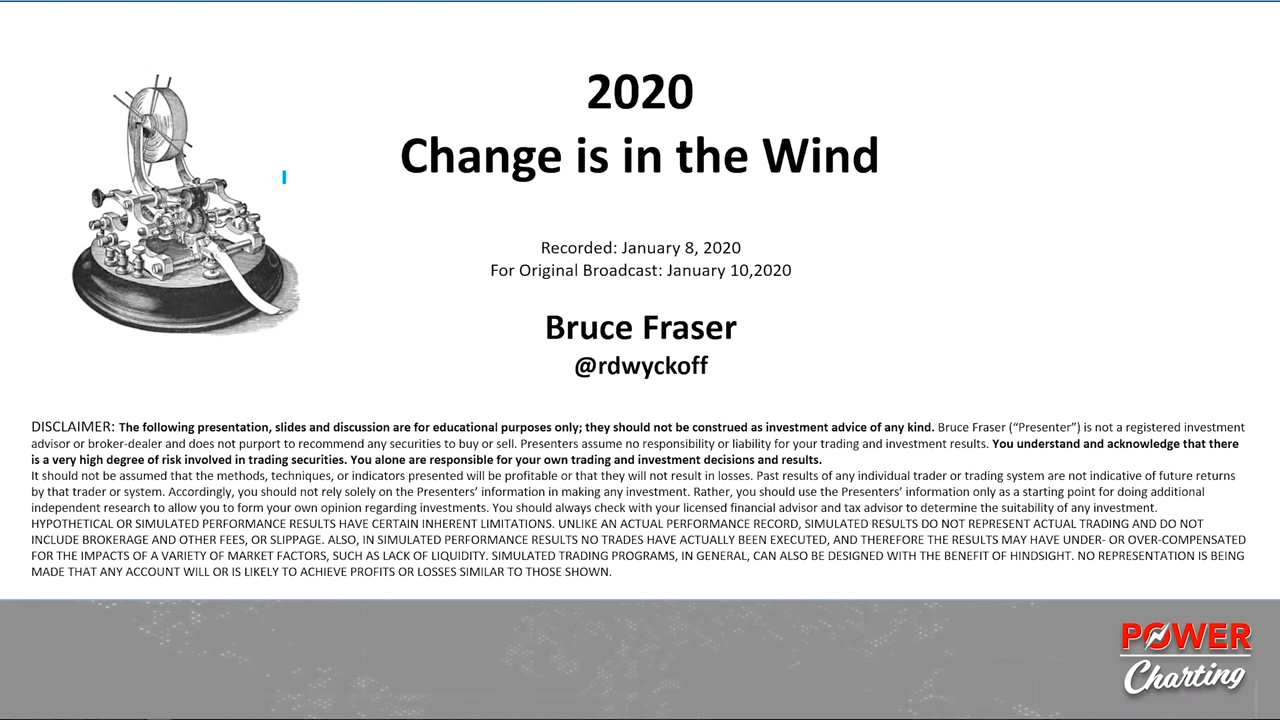 2020
Change is in the Wind
Recorded: January 8, 2020
For Original Broadcast: January 10,2020
Bruce Fraser
@rdwyckoff
DISCLAIMER: The following presentation, slides and discussion are for educational purposes only; they should not be construed as investment advice of any kind. Bruce Fraser (“Presenter”) is not a registered investment
advisor or broker-dealer and does not purport to recommend any securities to buy or sell. Presenters assume no responsibility or liability for your trading and investment results. You understand and acknowledge that there
is a very high degree of risk involved in trading securities. You alone are responsible for your own trading and investment decisions and results.
It should not be assumed that the methods, techniques, or indicators presented will be profitable or that they will not result in losses. Past results of any individual trader or trading system are not indicative of future returns
by that trader or system. Accordingly, you should not rely solely on the Presenters’ information in making any investment. Rather, you should use the Presenters’ information only as a starting point for doing additional
independent research to allow you to form your own opinion regarding investments. You should always check with your licensed financial advisor and tax advisor to determine the suitability of any investment.
HYPOTHETICAL OR SIMULATED PERFORMANCE RESULTS HAVE CERTAIN INHERENT LIMITATIONS. UNLIKE AN ACTUAL PERFORMANCE RECORD, SIMULATED RESULTS DO NOT REPRESENT ACTUAL TRADING AND DO NOT
INCLUDE BROKERAGE AND OTHER FEES, OR SLIPPAGE. ALSO, IN SIMULATED PERFORMANCE RESULTS NO TRADES HAVE ACTUALLY BEEN EXECUTED, AND THEREFORE THE RESULTS MAY HAVE UNDER- OR OVER-COMPENSATED
FOR THE IMPACTS OF A VARIETY OF MARKET FACTORS, SUCH AS LACK OF LIQUIDITY. SIMULATED TRADING PROGRAMS, IN GENERAL, CAN ALSO BE DESIGNED WITH THE BENEFIT OF HINDSIGHT. NO REPRESENTATION IS BEING
MADE THAT ANY ACCOUNT WILL OR IS LIKELY TO ACHIEVE PROFITS OR LOSSES SIMILAR TO THOSE SHOWN.
POWER
Charting